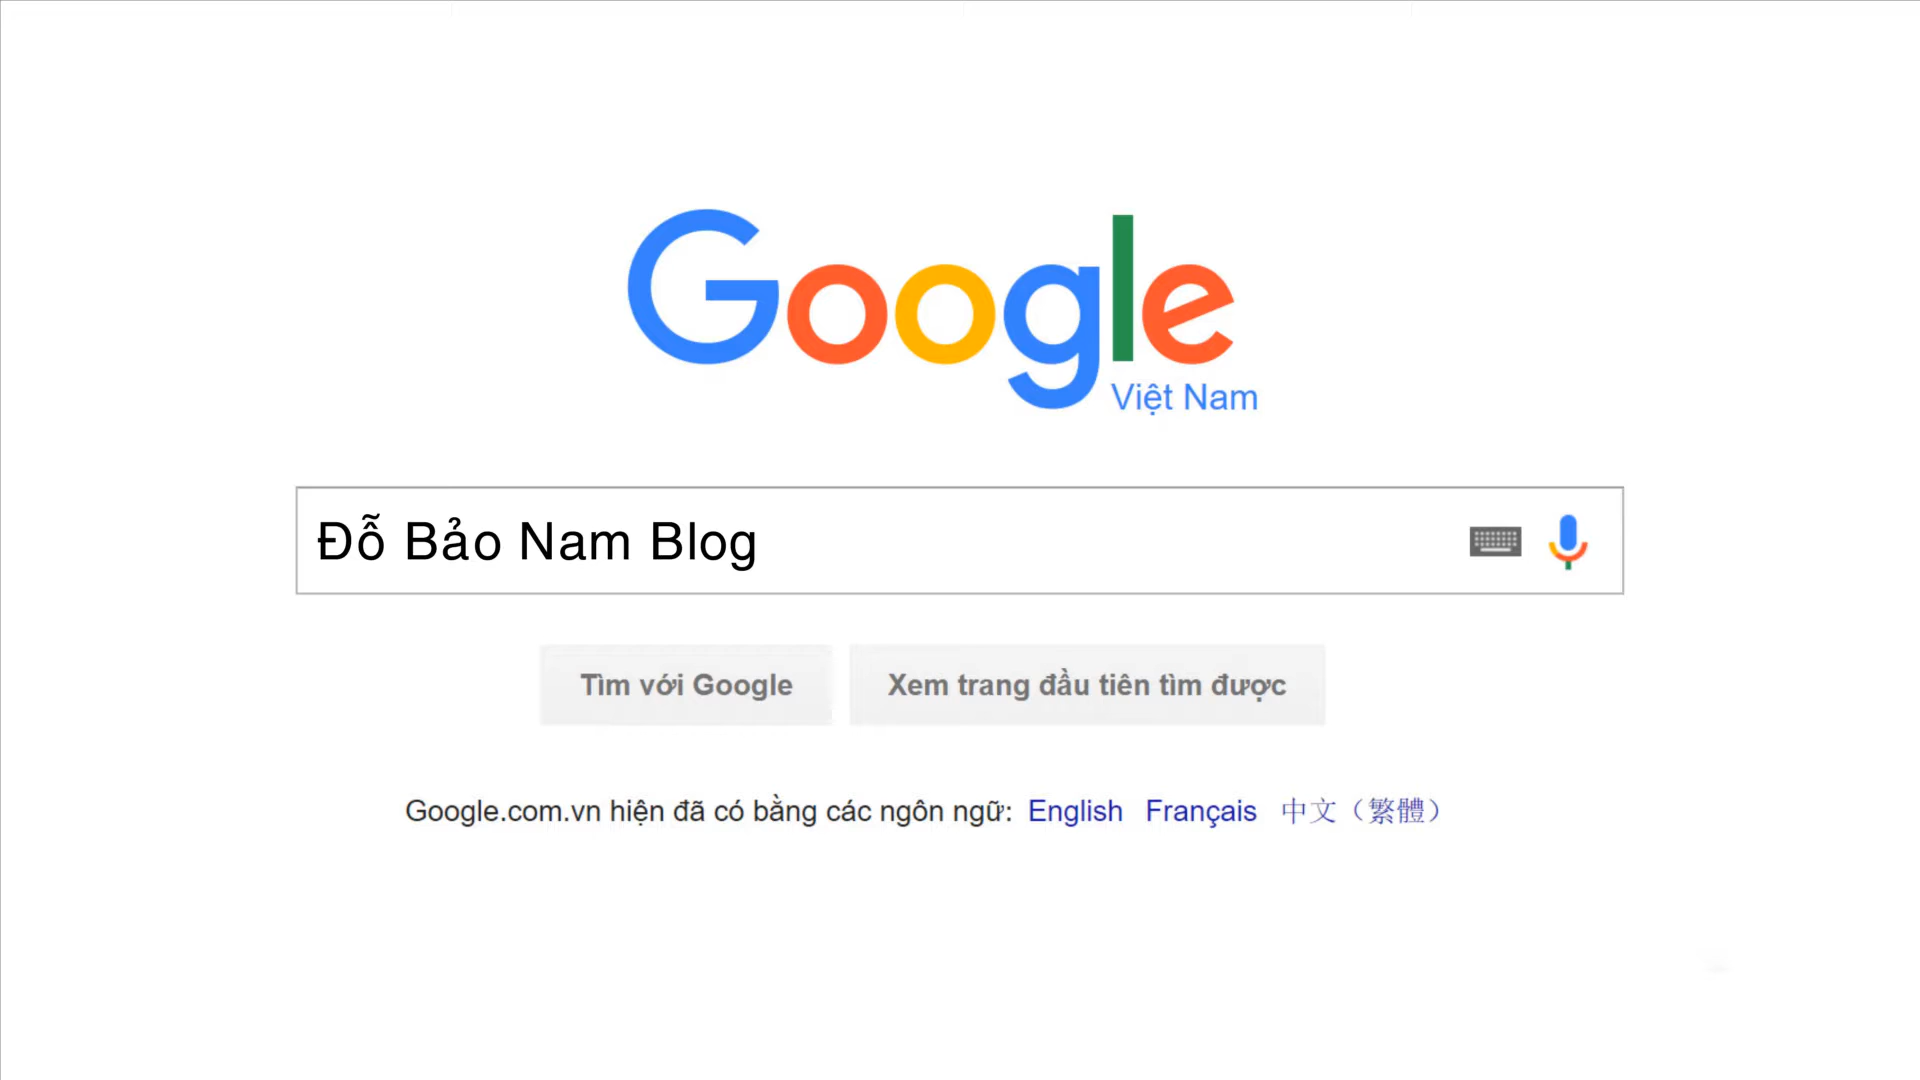 Google
Việt Nam
Đỗ Bảo Nam Blog
Tìm với Google
Xem trang đầu tiên tìm được
Google.com.vn hiện đã có bằng các ngôn ngữ: English Français 中文（繁體）